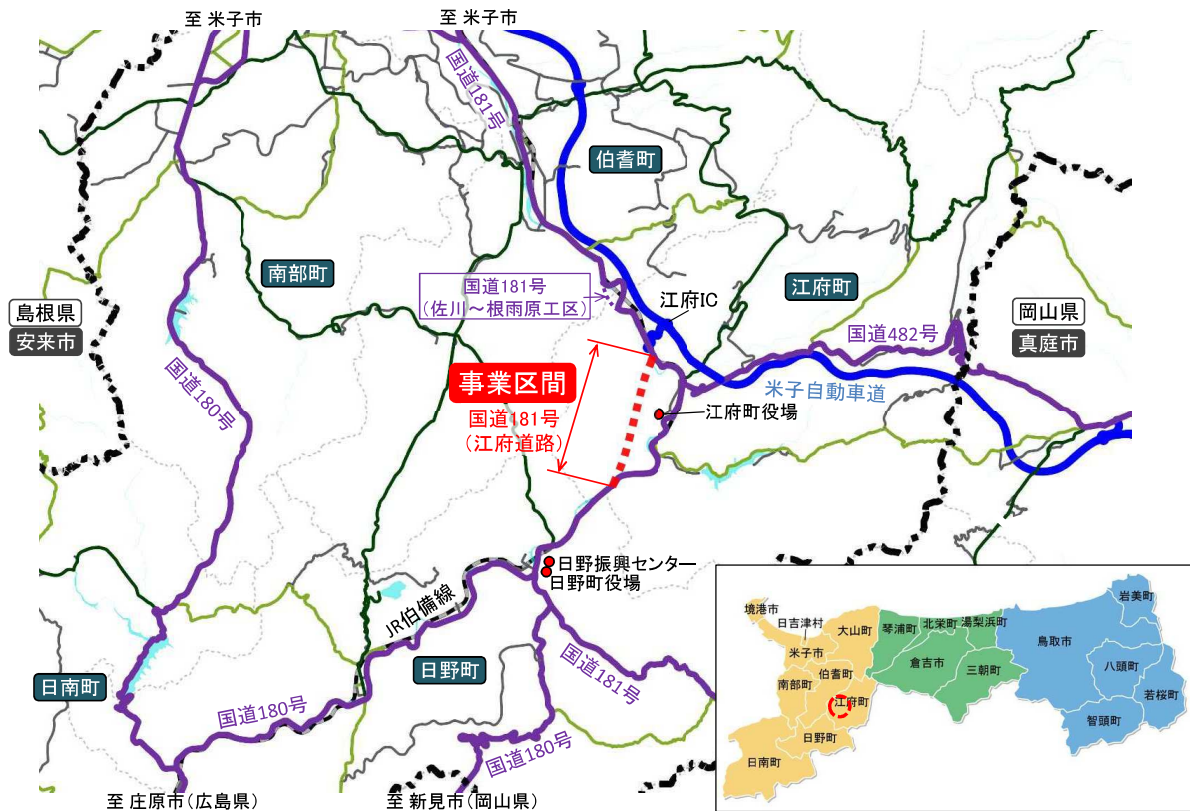 至 米子市
至 米子市
国道181号
伯耆町
南部町
国道181号
(佐川～根雨原工区)
江府IC
江府町
島根県
安来市
岡山県
真庭市
国道482号
事業区間
国道181号
(江府道路)
米子自動車道
江府町役場
国道180号
日野振興センター
日野町役場
JR伯備線
日南町
日野町
国道181号
国道180号
国道180号
至 庄原市(広島県)
至 新見市(岡山県)
境港市
日吉津村
米子市
大山町
琴浦町
北栄町
湯梨浜町
鳥取市
岩美町
南部町
伯耆町
倉吉市
三朝町
八頭町
若桜町
江府町
智頭町
日野町
日南町